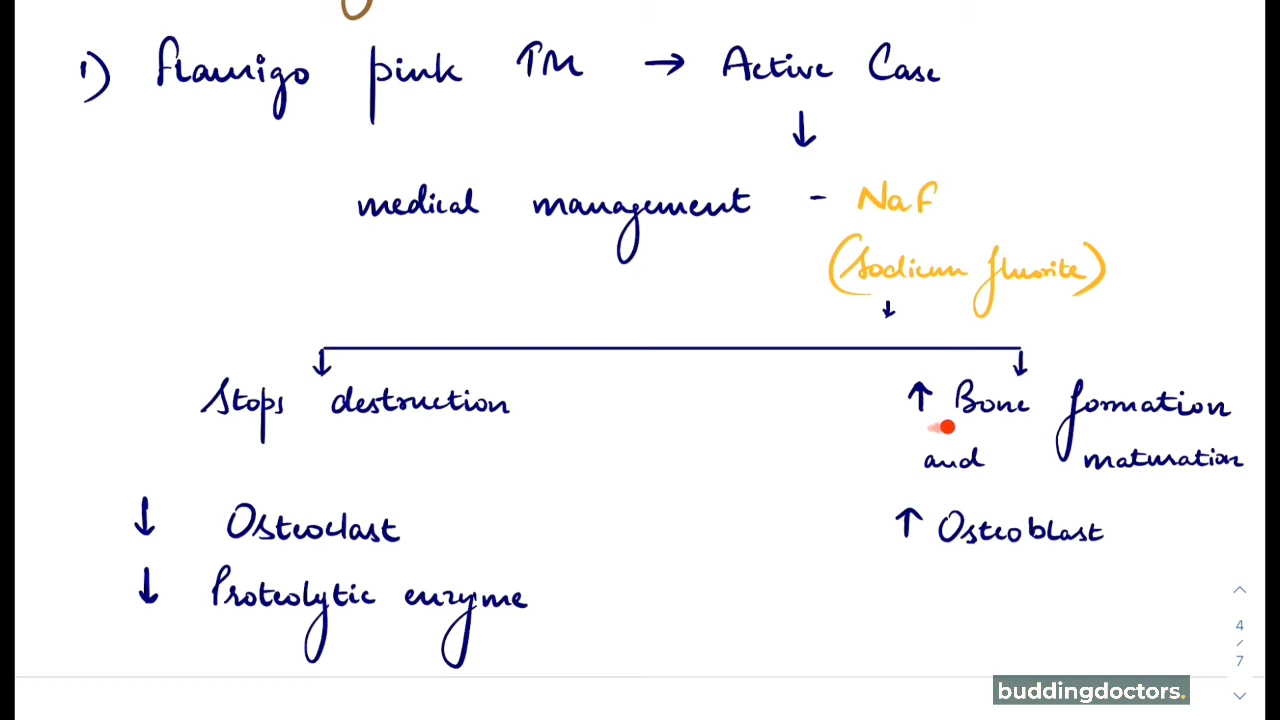 1) flamigo pink TM → Active Case
↓
medical management - NaF
(Sodium fluorite)
↓
↓ ↓
Stops destruction ↑ Bone formation
and maturation
↓ Osteoclast ↑ Osteoblast
↓ Proteolytic enzyme
4
/
7
buddingdoctors.